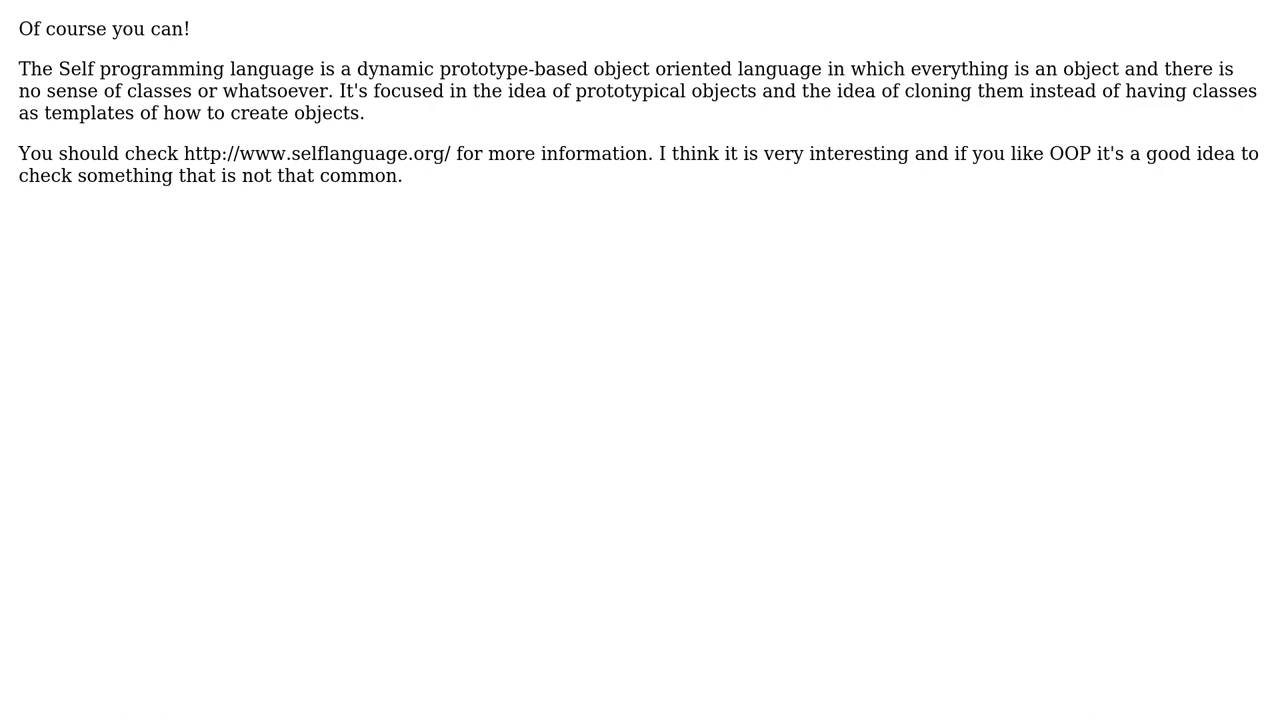 Of course you can!
The Self programming language is a dynamic prototype-based object oriented language in which everything is an object and there is
no sense of classes or whatsoever. It's focused in the idea of prototypical objects and the idea of cloning them instead of having classes
as templates of how to create objects.
You should check http://www.selflanguage.org/ for more information. I think it is very interesting and if you like OOP it's a good idea to
check something that is not that common.